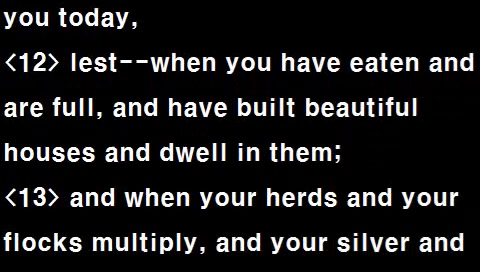 you today,
<12> lest--when you have eaten and
are full, and have built beautiful
houses and dwell in them;
<13> and when your herds and your
flocks multiply, and your silver and